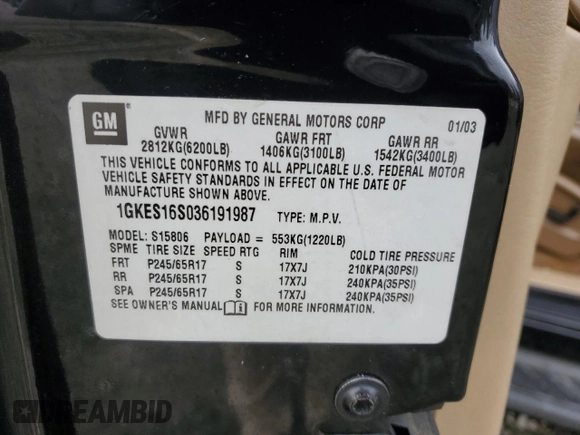 GM
MFD BY GENERAL MOTORS CORP 01/03
GVWR GAWR FRT GAWR RR
2812KG(6200LB) 1406KG(3100LB) 1542KG(3400LB)
THIS VEHICLE CONFORMS TO ALL APPLICABLE U.S. FEDERAL MOTOR
VEHICLE SAFETY STANDARDS IN EFFECT ON THE DATE OF
MANUFACTURE SHOWN ABOVE.
1GKES16S036191987 TYPE: M.P.V.
MODEL: S15806 PAYLOAD = 553KG(1220LB)
SPME TIRE SIZE SPEED RTG RIM COLD TIRE PRESSURE
FRT P245/65R17 S 17X7J 210KPA(30PSI)
RR P245/65R17 S 17X7J 240KPA(35PSI)
SPA P245/65R17 S 17X7J 240KPA(35PSI)
SEE OWNER'S MANUAL FOR MORE INFORMATION.
DREAMBID